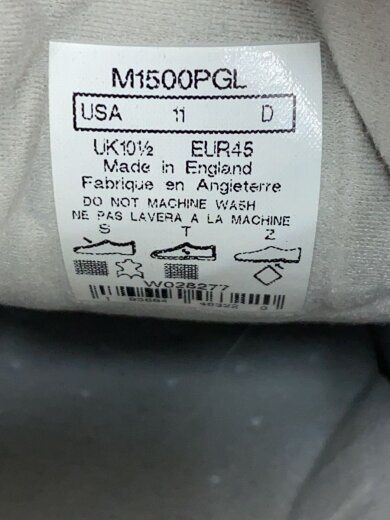 M1500PGL
USA 11 D
UK10½ EUR45
Made in England
Fabrique en Angleterre
DO NOT MACHINE WASH
NE PAS LAVERA A LA MACHINE
S T Z
W028277